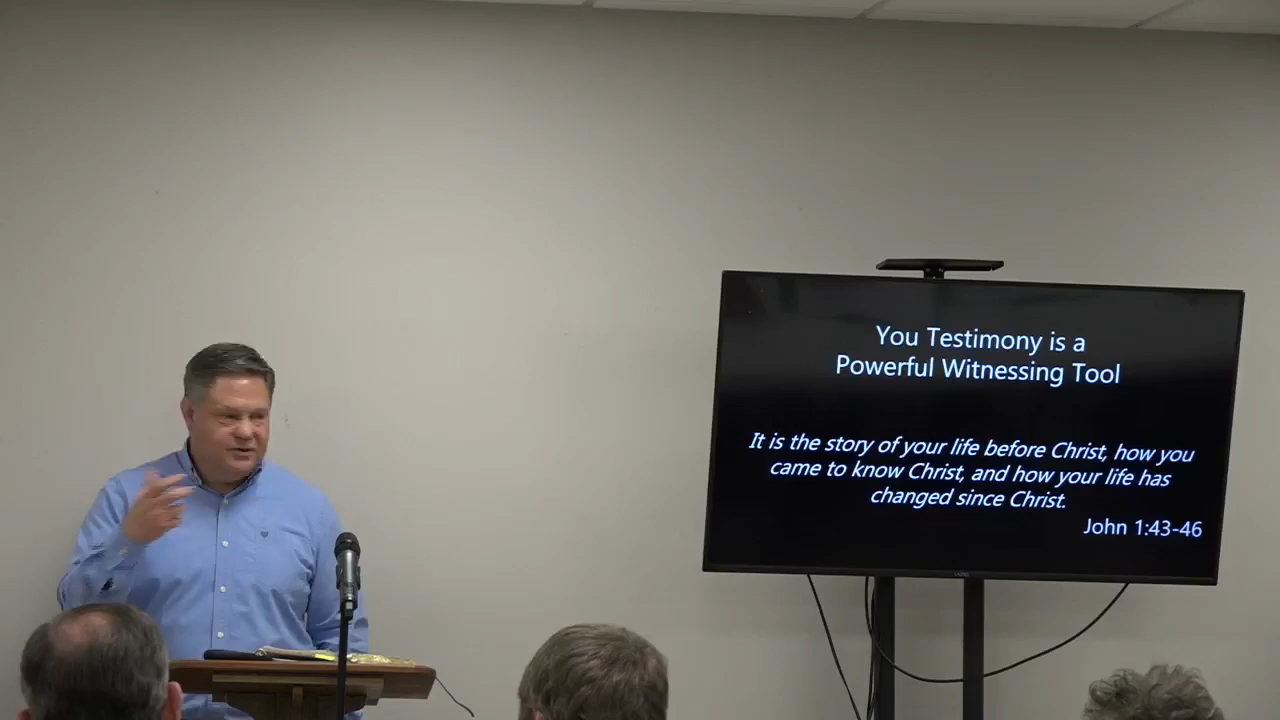 You Testimony is a
Powerful Witnessing Tool
It is the story of your life before Christ, how you
came to know Christ, and how your life has
changed since Christ.
John 1:43-46